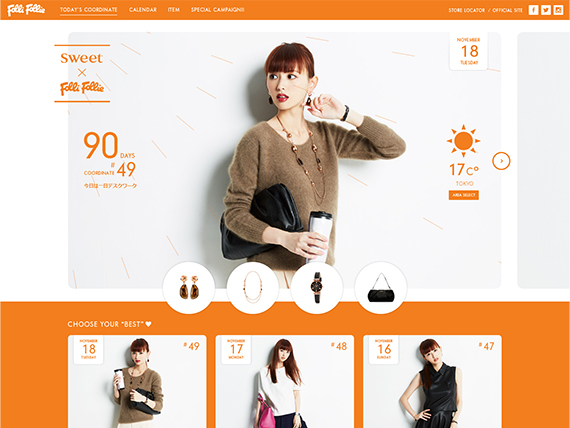 Folli Follie
TODAY'S COORDINATE
CALENDAR
ITEM
SPECIAL CAMPAIGN!!
STORE LOCATOR / OFFICIAL SITE
Sweet
×
Folli Follie
NOVEMBER
18
TUESDAY
90 DAYS
#
COORDINATE 49
今日は一日デスクワーク
17C°
TOKYO
AREA SELECT
CHOOSE YOUR "BEST" ♥
NOVEMBER
18
TUESDAY
# 49
NOVEMBER
17
MONDAY
# 48
NOVEMBER
16
SUNDAY
# 47